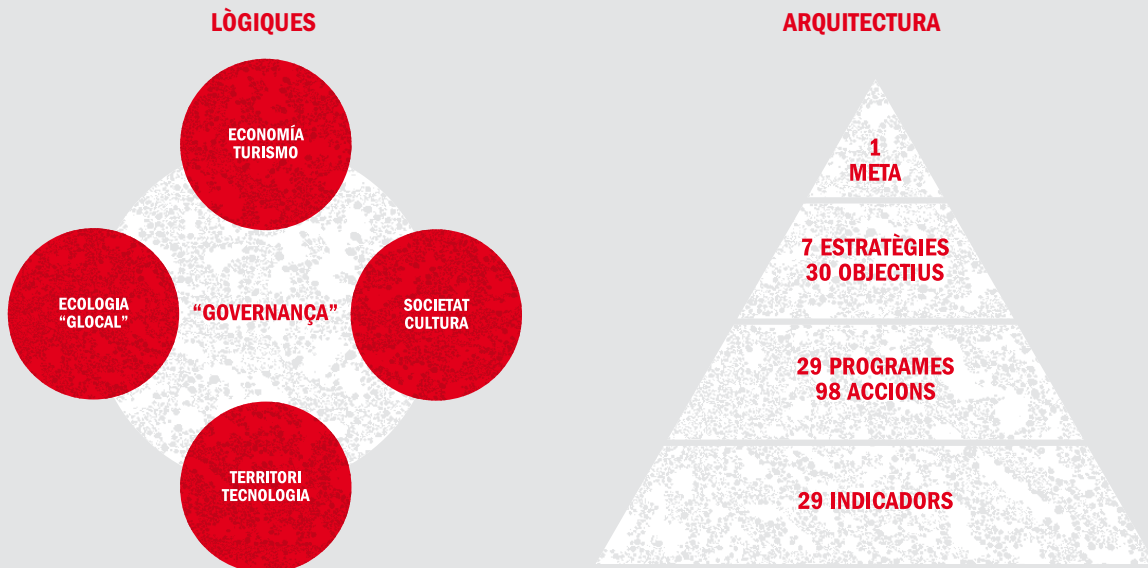 LÒGIQUES
ECONOMÍA
TURISMO
ECOLOGIA
“GLOCAL”
“GOVERNANÇA”
SOCIETAT
CULTURA
TERRITORI
TECNOLOGIA
ARQUITECTURA
1
META
7 ESTRATÈGIES
30 OBJECTIUS
29 PROGRAMES
98 ACCIONS
29 INDICADORS